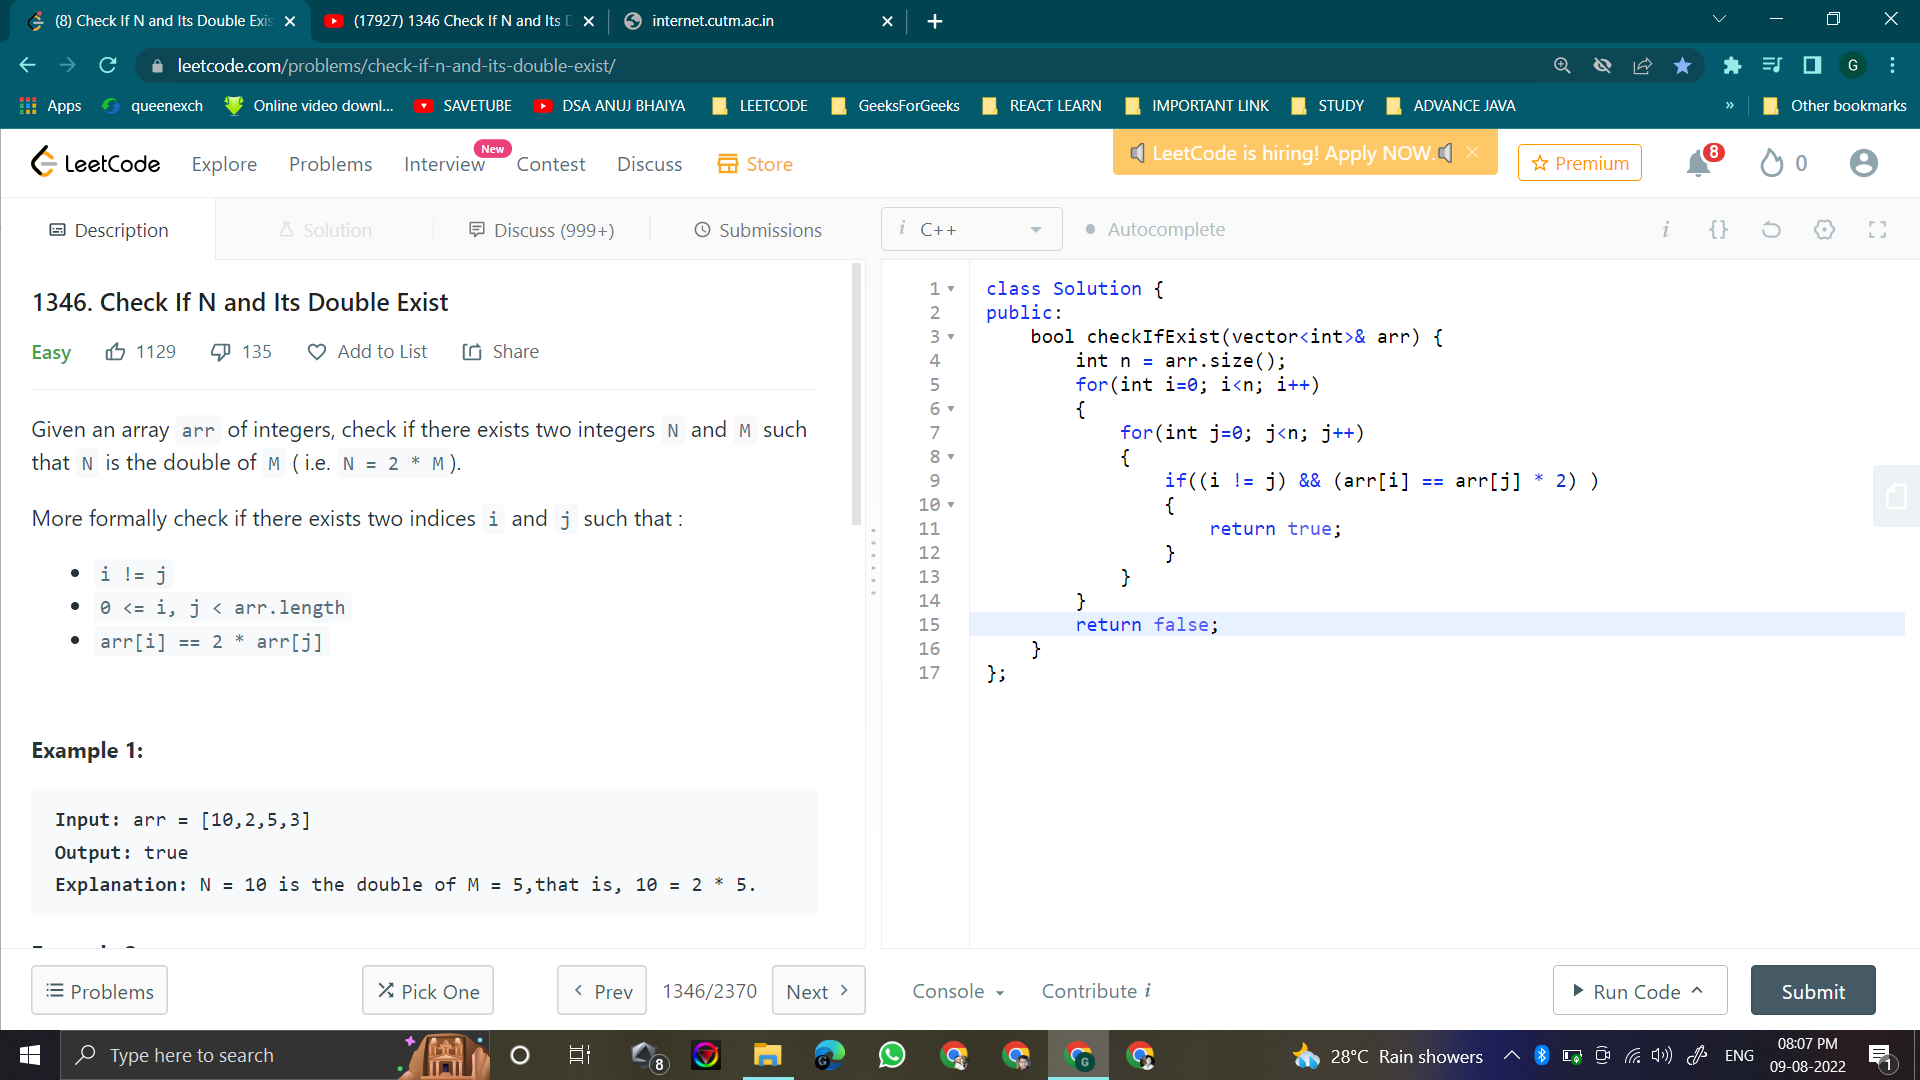 (8) Check If N and Its Double Exis
(17927) 1346 Check If N and Its D
internet.cutm.ac.in
leetcode.com/problems/check-if-n-and-its-double-exist/
G
Apps
queenexch
Online video downl...
SAVETUBE
DSA ANUJ BHAIYA
LEETCODE
GeeksForGeeks
REACT LEARN
IMPORTANT LINK
STUDY
ADVANCE JAVA
»
Other bookmarks
LeetCode
Explore
Problems
Interview
New
Contest
Discuss
Store
LeetCode is hiring! Apply NOW.
Premium
8
0
Description
Solution
Discuss (999+)
Submissions
i C++
Autocomplete
i {}
1346. Check If N and Its Double Exist
Easy 1129 135 Add to List Share
Given an array arr of integers, check if there exists two integers N and M such
that N is the double of M ( i.e. N = 2 * M).
More formally check if there exists two indices i and j such that :
• i != j
• 0 <= i, j < arr.length
• arr[i] == 2 * arr[j]
Example 1:
Input: arr = [10,2,5,3]
Output: true
Explanation: N = 10 is the double of M = 5,that is, 10 = 2 * 5.
1 class Solution {
2 public:
3 bool checkIfExist(vector<int>& arr) {
4 int n = arr.size();
5 for(int i=0; i<n; i++)
6 {
7 for(int j=0; j<n; j++)
8 {
9 if((i != j) && (arr[i] == arr[j] * 2) )
10 {
11 return true;
12 }
13 }
14 }
15 return false;
16 }
17 };
Problems
Pick One
Prev
1346/2370
Next
Console
Contribute i
Run Code
Submit
Type here to search
8
G
28°C Rain showers
ENG
08:07 PM
09-08-2022
1